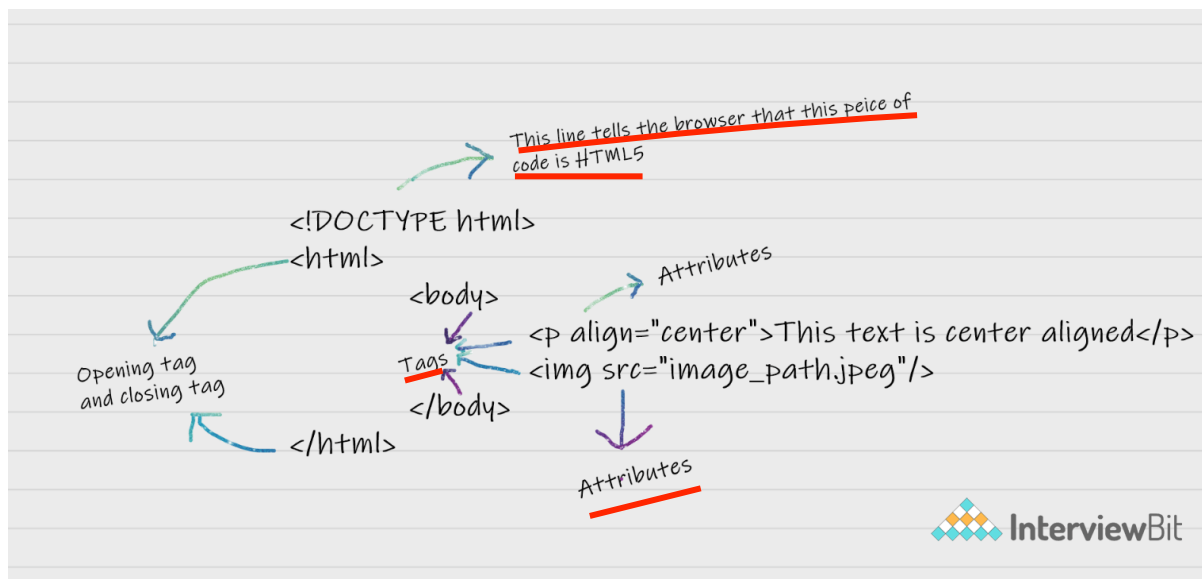 This line tells the browser that this peice of
code is HTML5
<!DOCTYPE html>
<html>
Attributes
<body>
<p align="center">This text is center aligned</p>
<img src="image_path.jpeg"/>
Tags
Opening tag
and closing tag
</body>
</html>
Attributes
InterviewBit